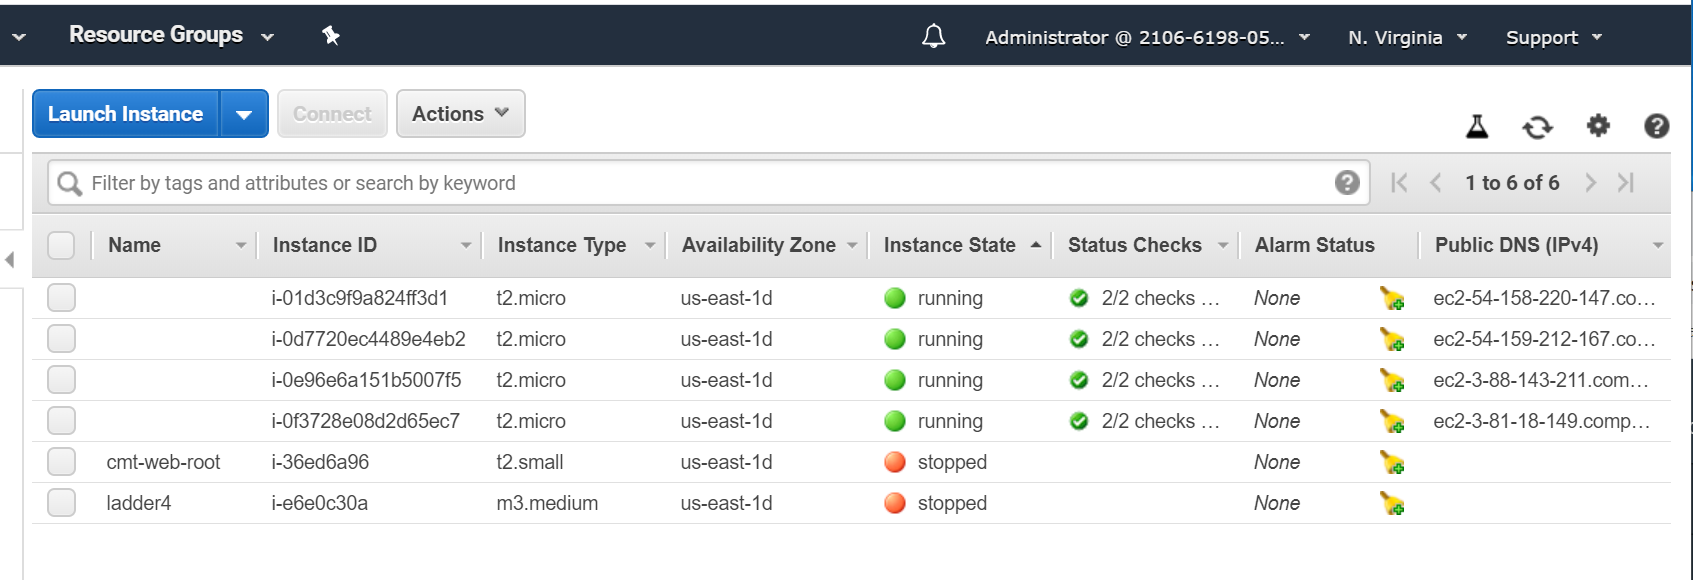 Resource Groups Administrator @ 2106-6198-05... N. Virginia Support
Launch Instance Connect Actions
Filter by tags and attributes or search by keyword 1 to 6 of 6
Name Instance ID Instance Type Availability Zone Instance State Status Checks Alarm Status Public DNS (IPv4)
i-01d3c9f9a824ff3d1 t2.micro us-east-1d running 2/2 checks ... None ec2-54-158-220-147.co...
i-0d7720ec4489e4eb2 t2.micro us-east-1d running 2/2 checks ... None ec2-54-159-212-167.co...
i-0e96e6a151b5007f5 t2.micro us-east-1d running 2/2 checks ... None ec2-3-88-143-211.com...
i-0f3728e08d2d65ec7 t2.micro us-east-1d running 2/2 checks ... None ec2-3-81-18-149.comp...
cmt-web-root i-36ed6a96 t2.small us-east-1d stopped None
ladder4 i-e6e0c30a m3.medium us-east-1d stopped None